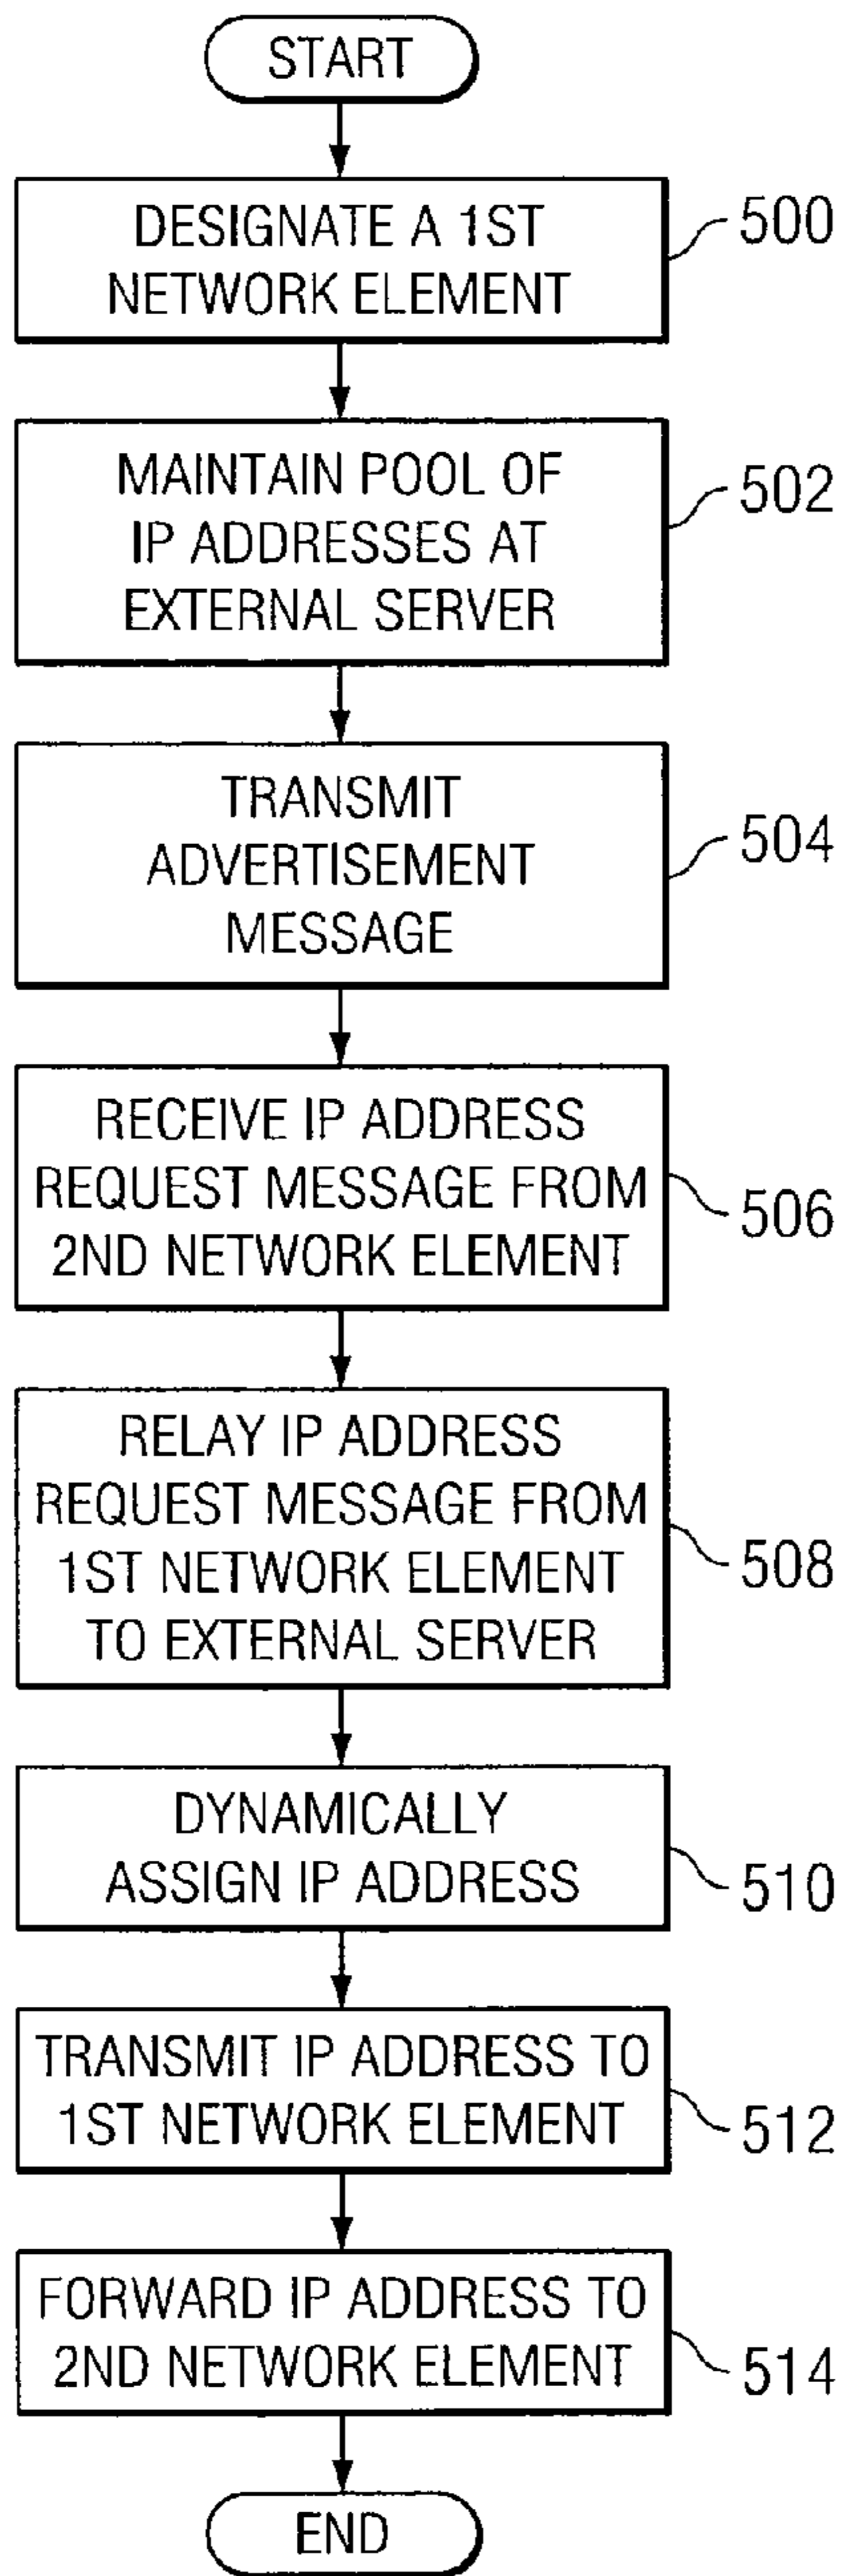 START
DESIGNATE A 1ST
NETWORK ELEMENT
500
MAINTAIN POOL OF
IP ADDRESSES AT
EXTERNAL SERVER
502
TRANSMIT
ADVERTISEMENT
MESSAGE
504
RECEIVE IP ADDRESS
REQUEST MESSAGE FROM
2ND NETWORK ELEMENT
506
RELAY IP ADDRESS
REQUEST MESSAGE FROM
1ST NETWORK ELEMENT
TO EXTERNAL SERVER
508
DYNAMICALLY
ASSIGN IP ADDRESS
510
TRANSMIT IP ADDRESS TO
1ST NETWORK ELEMENT
512
FORWARD IP ADDRESS TO
2ND NETWORK ELEMENT
514
END